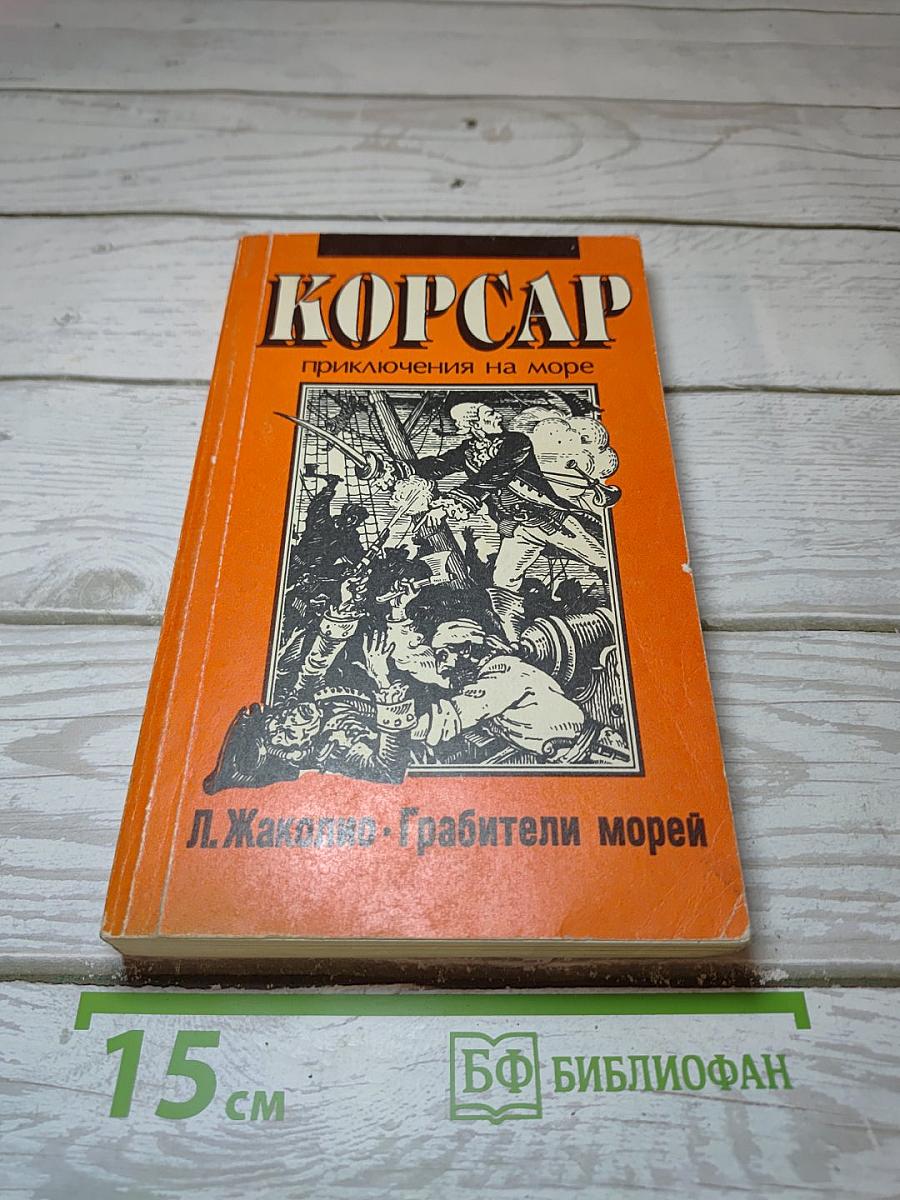 КОРСАР
приключения на море
Л. Жаколио · Грабители морей
15 см
БФ БИБЛИОФАН